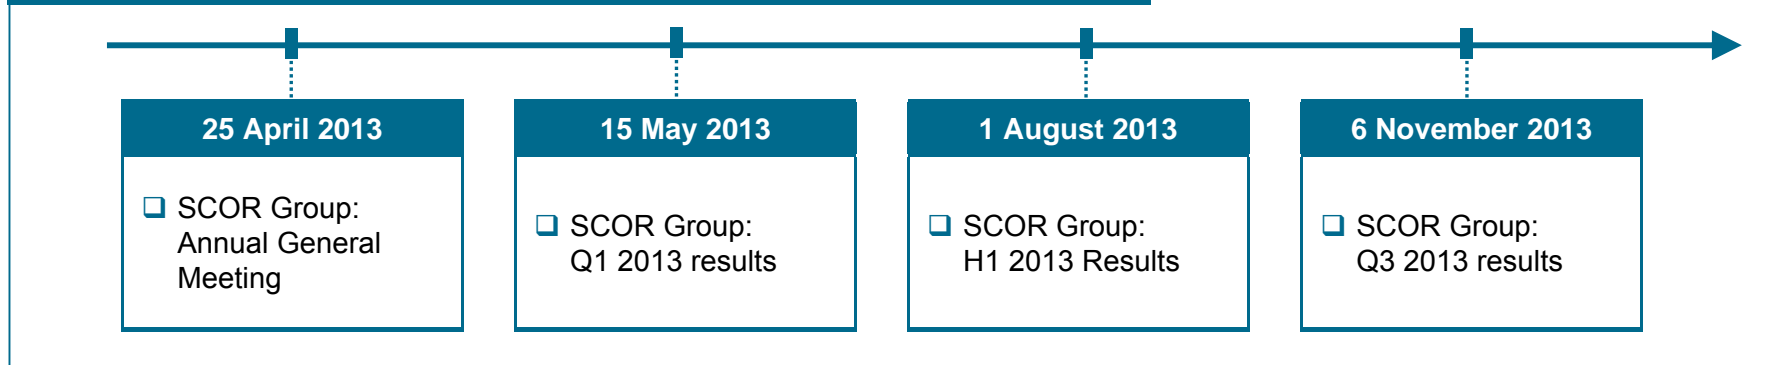 25 April 2013
SCOR Group:
Annual General
Meeting
15 May 2013
SCOR Group:
Q1 2013 results
1 August 2013
SCOR Group:
H1 2013 Results
6 November 2013
SCOR Group:
Q3 2013 results